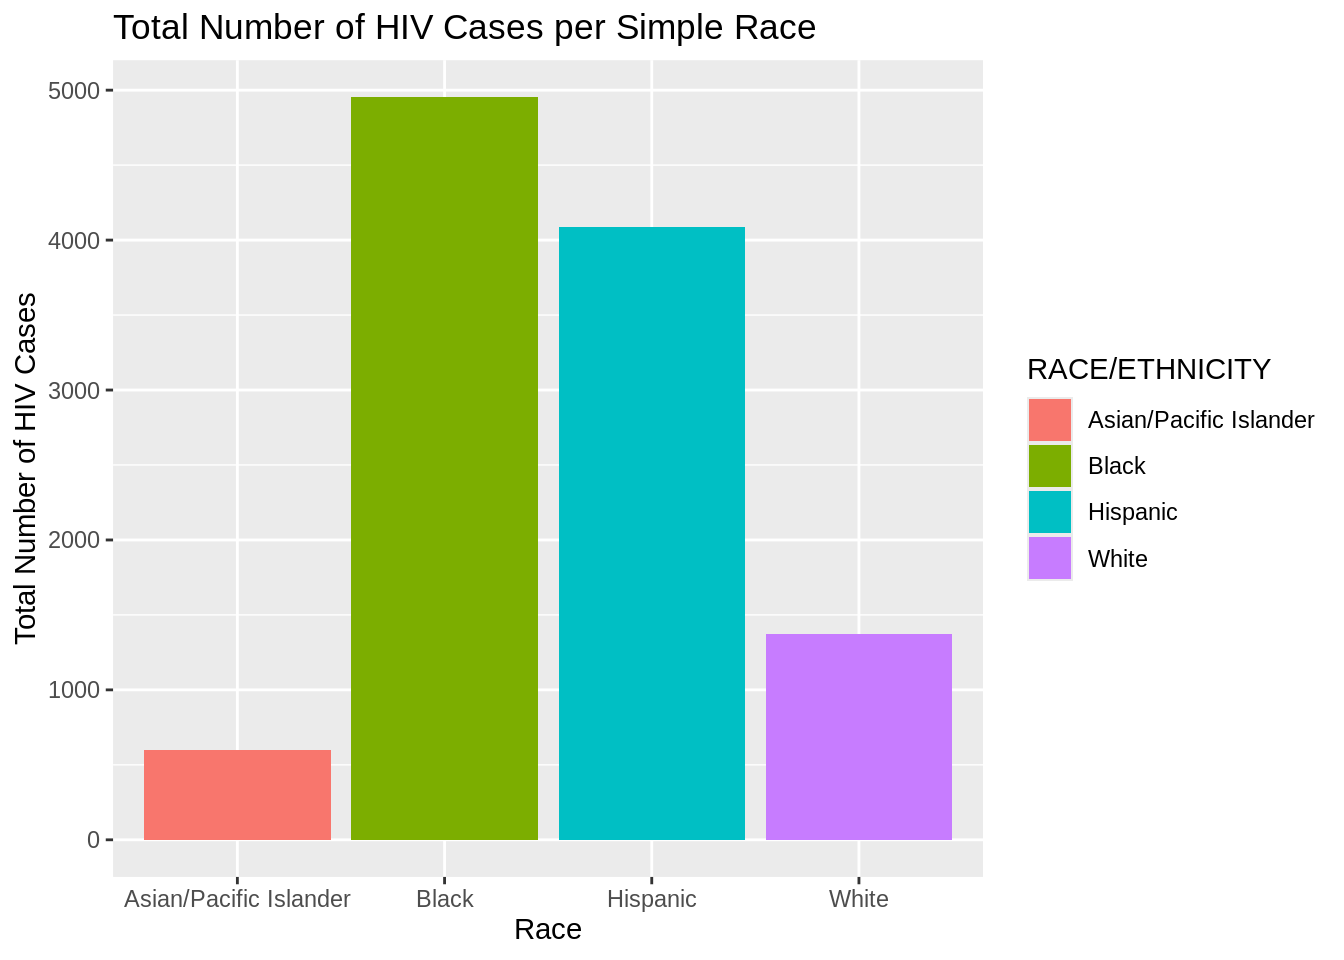 Total Number of HIV Cases per Simple Race
Total Number of HIV Cases
5000
4000
3000
2000
1000
0
Asian/Pacific Islander
Black
Hispanic
White
Race
RACE/ETHNICITY
Asian/Pacific Islander
Black
Hispanic
White